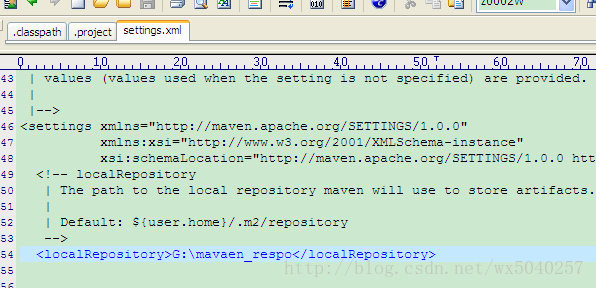 z0002w
.classpath .project settings.xml
0 10 20 30 40 50 60 70
43 | values (values used when the setting is not specified) are provided.
44 |
45 |-->
46 <settings xmlns="http://maven.apache.org/SETTINGS/1.0.0"
47 xmlns:xsi="http://www.w3.org/2001/XMLSchema-instance"
48 xsi:schemaLocation="http://maven.apache.org/SETTINGS/1.0.0 htt
49 <!-- localRepository
50 | The path to the local repository maven will use to store artifacts.
51 |
52 | Default: ${user.home}/.m2/repository
53 -->
54 <localRepository>G:\mavaen_respo</localRepository>
55
http://blog.csdn.net/wx5040257
56